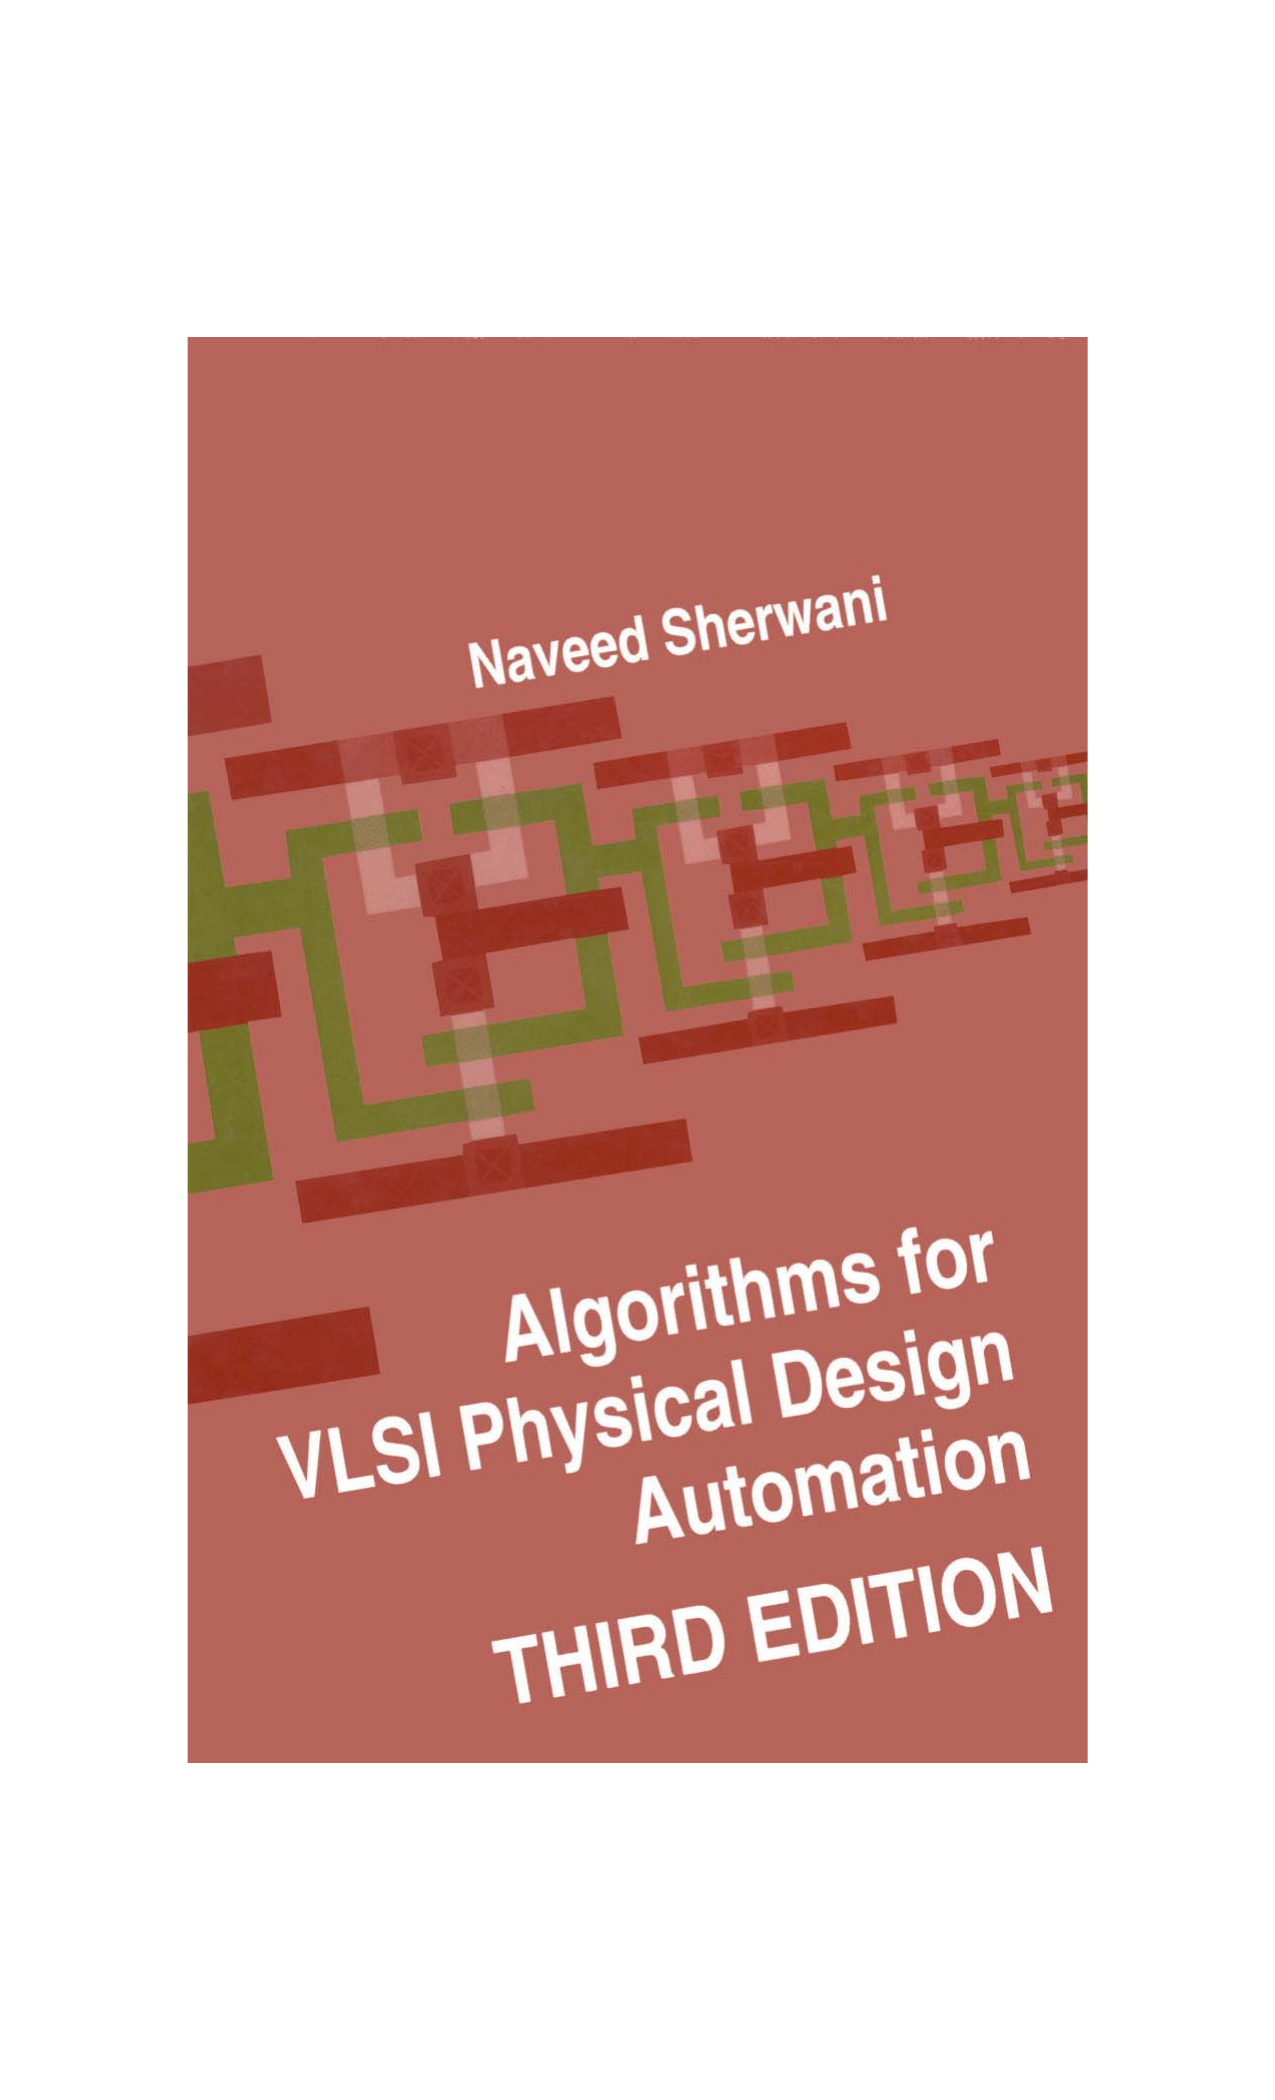 Naveed Sherwani
Algorithms for
VLSI Physical Design
Automation
THIRD EDITION